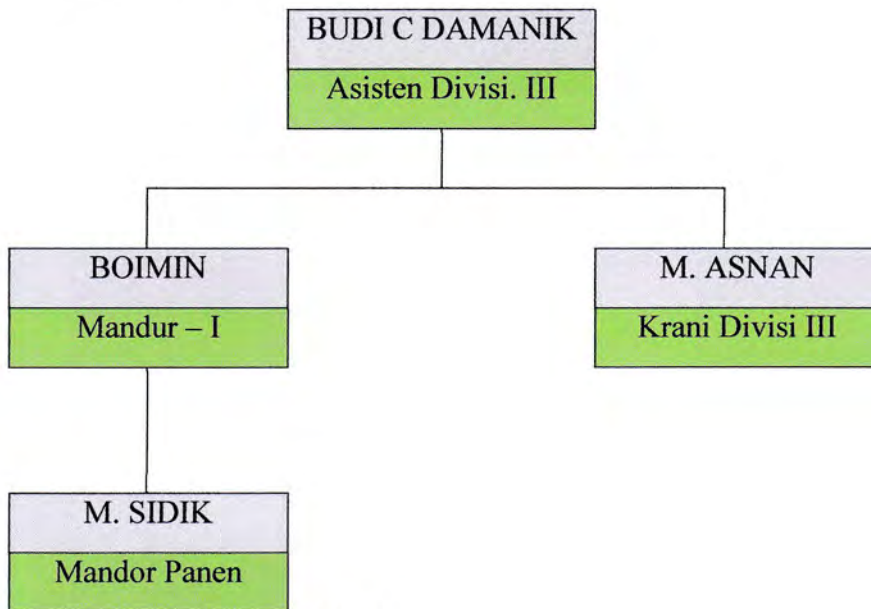 BUDI C DAMANIK
Asisten Divisi. III
BOIMIN
Mandur – I
M. ASNAN
Krani Divisi III
M. SIDIK
Mandor Panen